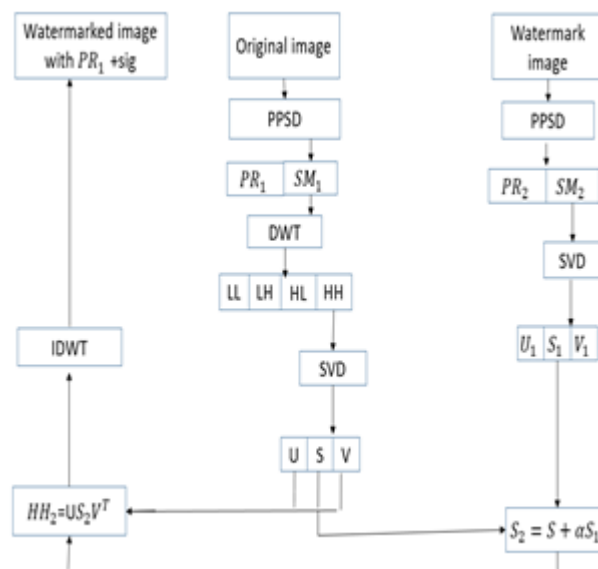 Watermarked image
with PR₁ +sig
Original image
Watermark
image
PPSD
PPSD
PR₁ SM₁
PR₂ SM₂
DWT
SVD
LL LH HL HH
IDWT
SVD
U₁ S₁ V₁
U S V
HH₂=US₂Vᵀ
S₂ = S + αS₁